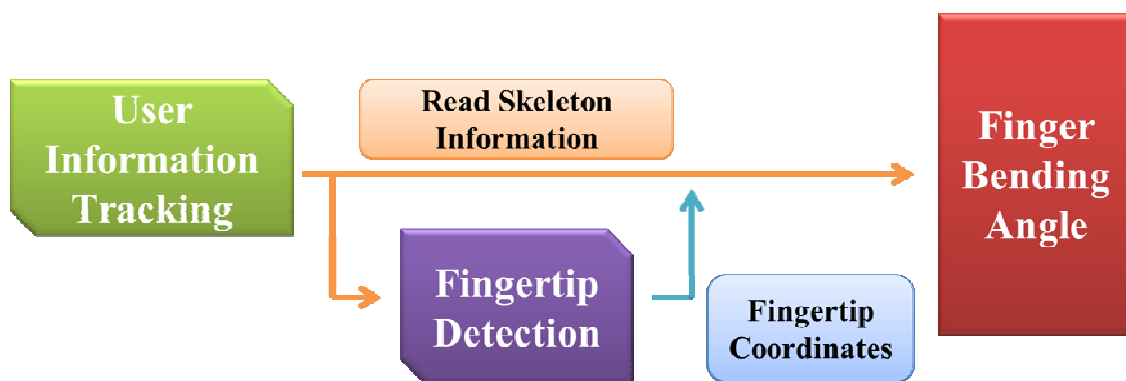 User
Information
Tracking
Read Skeleton
Information
Fingertip
Detection
Fingertip
Coordinates
Finger
Bending
Angle